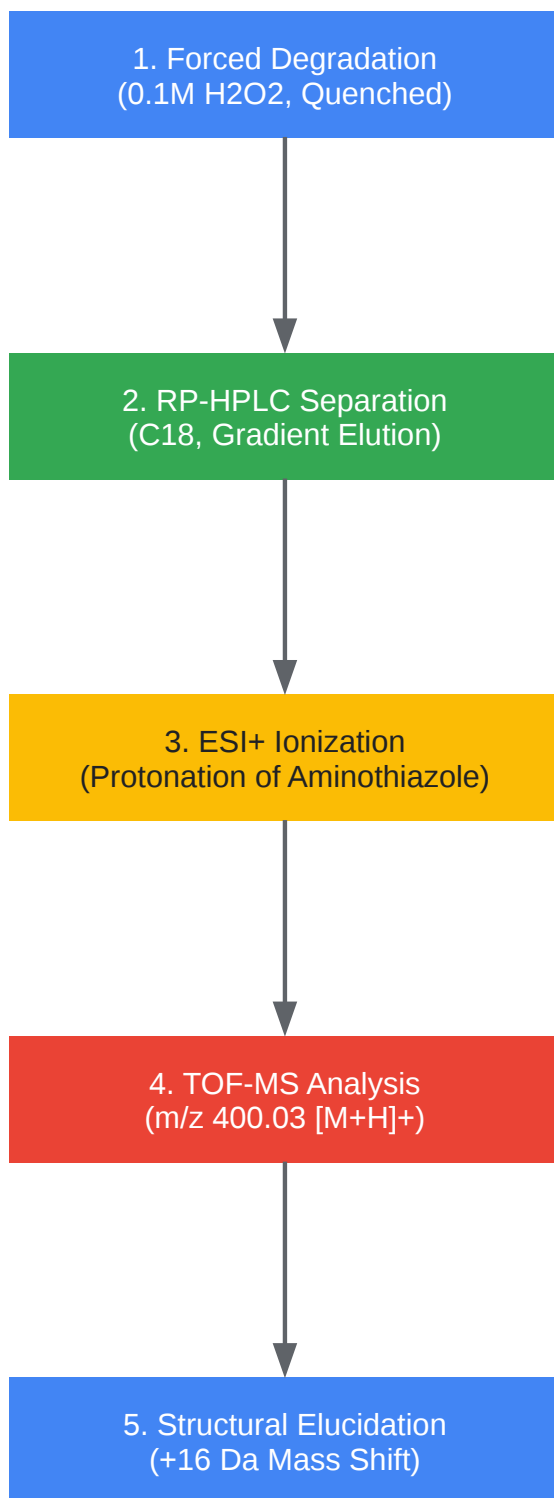 1. Forced Degradation
(0.1M H2O2, Quenched)
2. RP-HPLC Separation
(C18, Gradient Elution)
3. ESI+ Ionization
(Protonation of Aminothiazole)
4. TOF-MS Analysis
(m/z 400.03 [M+H]+)
5. Structural Elucidation
(+16 Da Mass Shift)